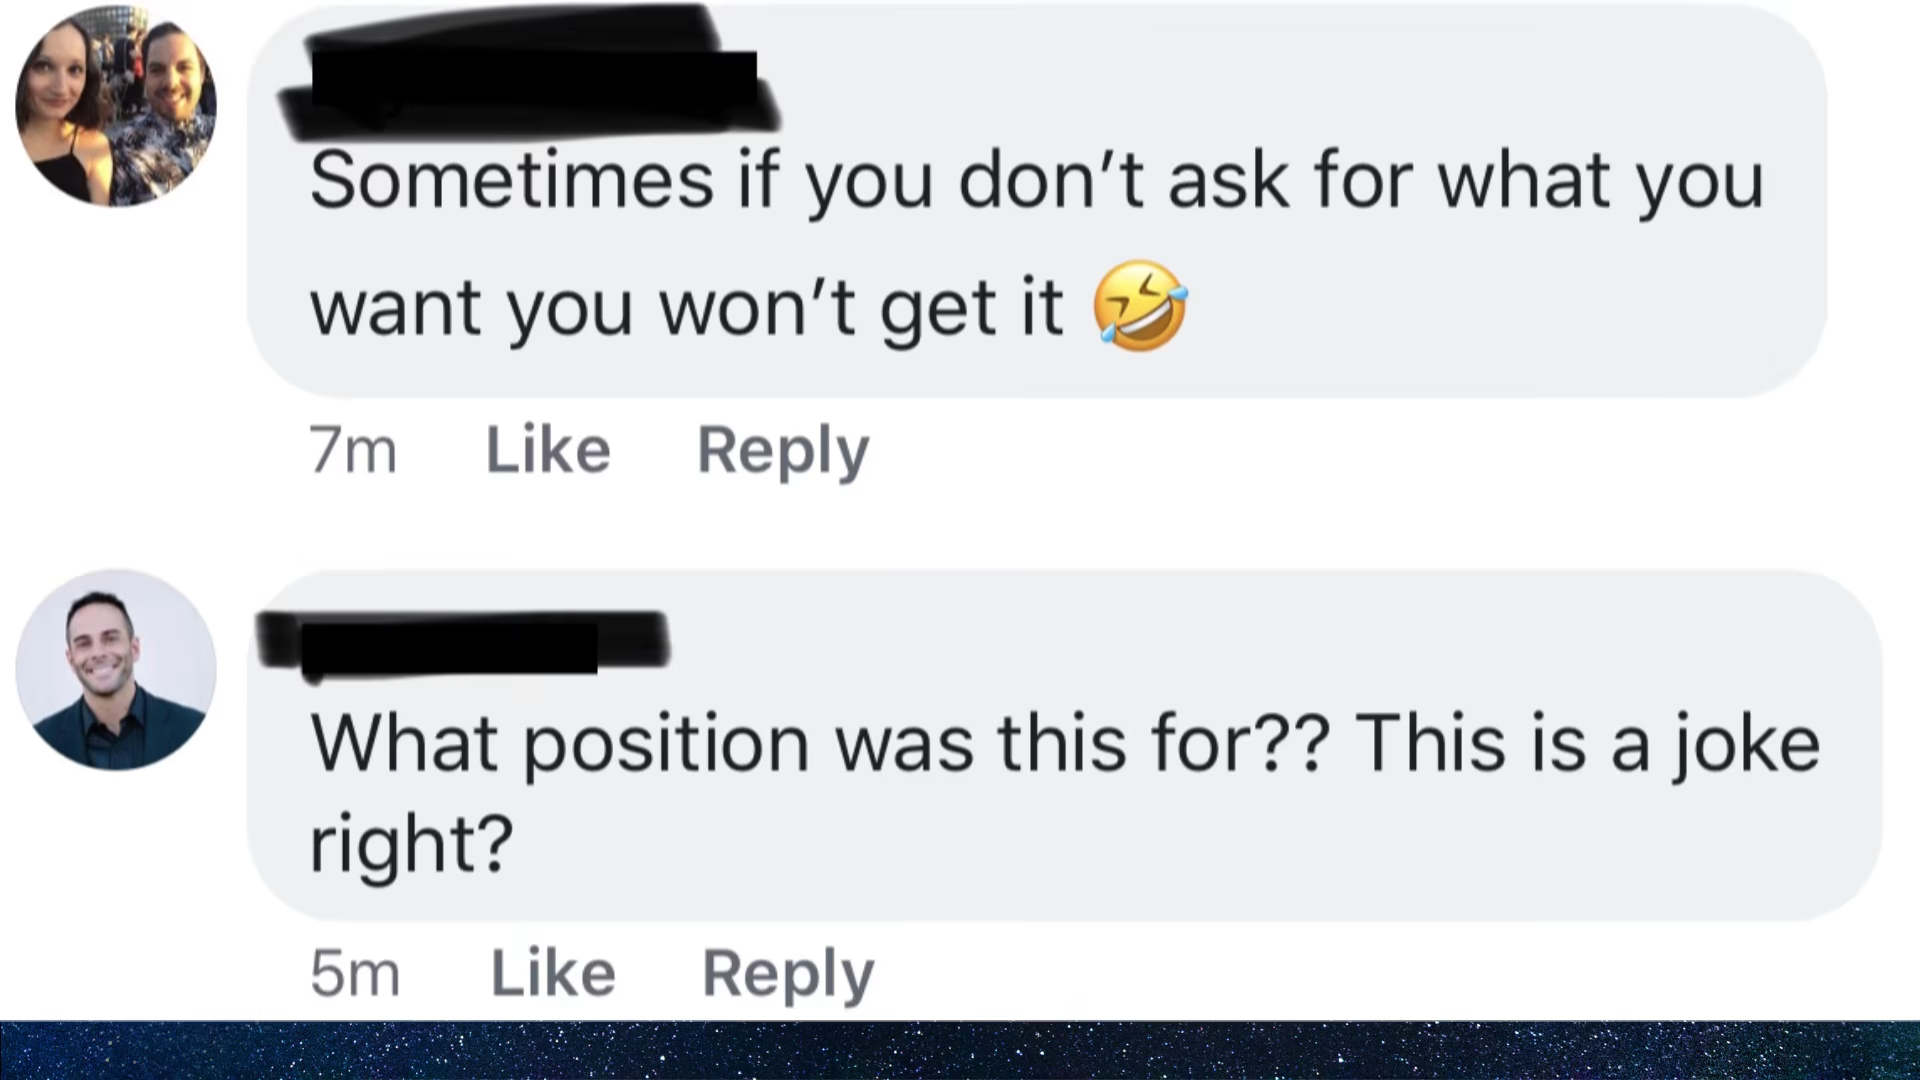 Sometimes if you don’t ask for what you
want you won’t get it 🤣
7m Like Reply
What position was this for?? This is a joke
right?
5m Like Reply